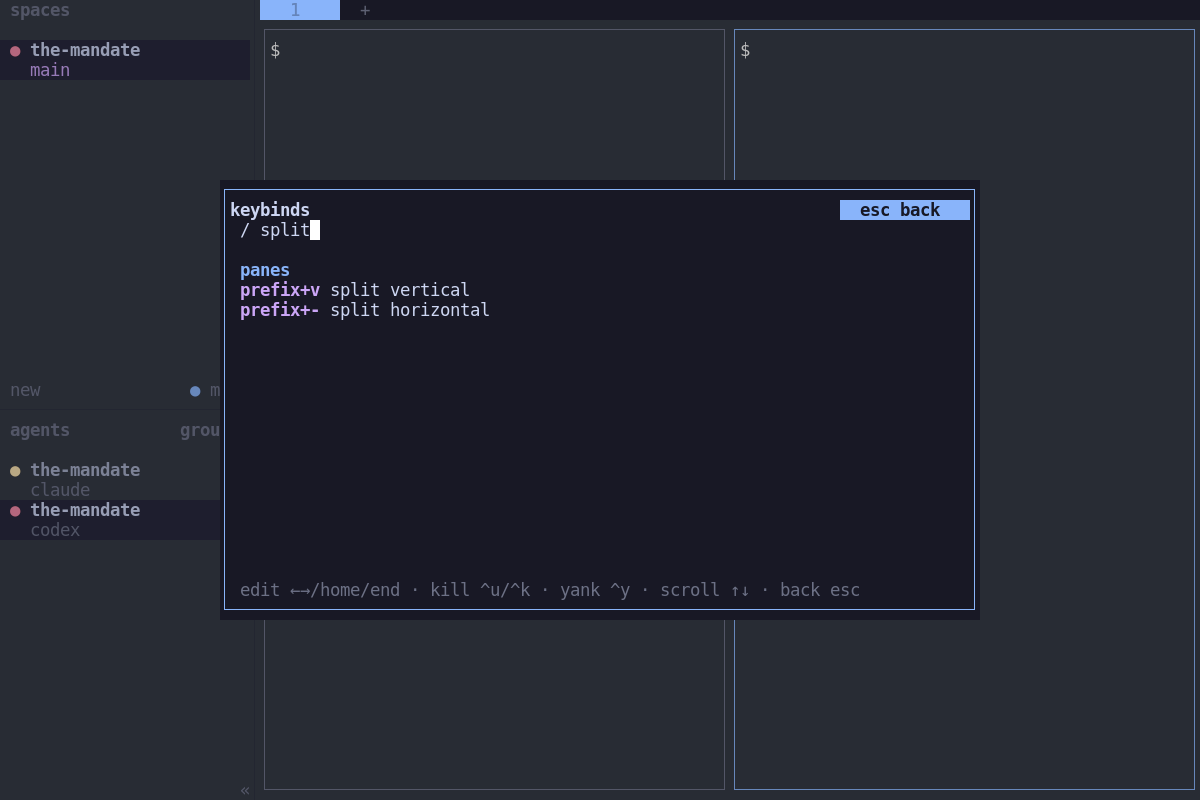 spaces
1 +
● the-mandate
main
$
$
keybinds
esc back
/ split
panes
prefix+v split vertical
prefix+- split horizontal
edit ←→/home/end · kill ^u/^k · yank ^y · scroll ↑↓ · back esc
new ● m
agents grou
● the-mandate
claude
● the-mandate
codex
«